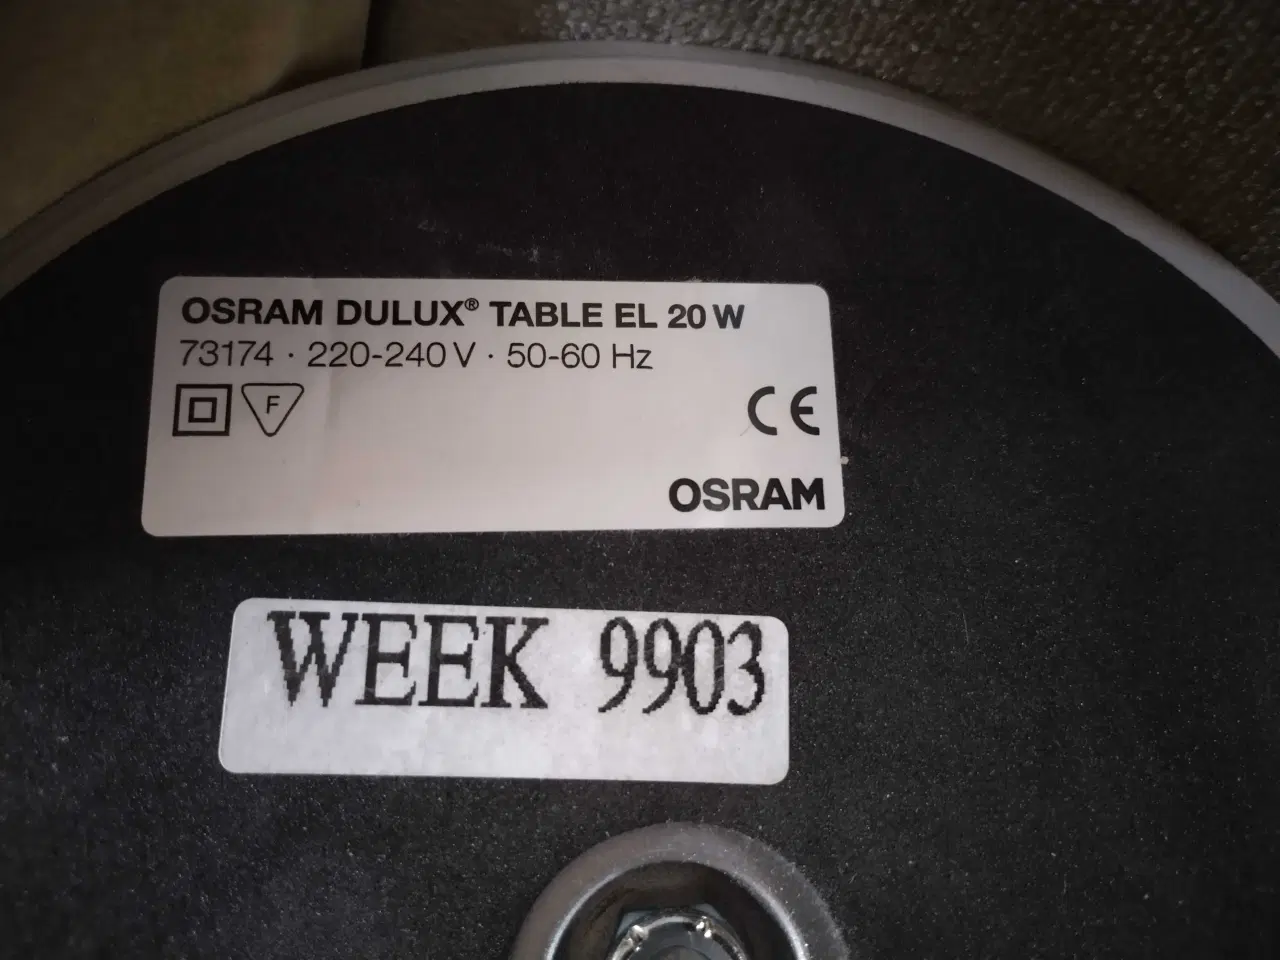 OSRAM DULUX® TABLE EL 20 W
73174 · 220-240 V · 50-60 Hz
F
CE
OSRAM
WEEK 9903